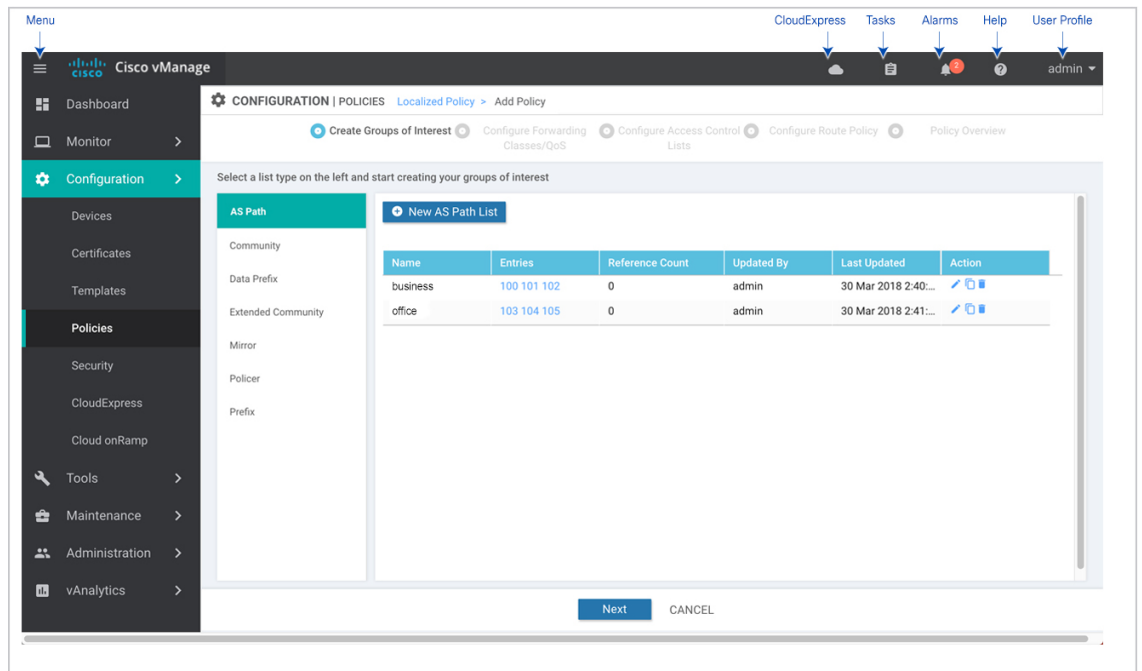 Menu
CloudExpress Tasks Alarms Help User Profile
cisco Cisco vManage
2
admin
Dashboard
Monitor
Configuration
Devices
Certificates
Templates
Policies
Security
CloudExpress
Cloud onRamp
Tools
Maintenance
Administration
vAnalytics
CONFIGURATION | POLICIES Localized Policy > Add Policy
Create Groups of Interest
Configure Forwarding
Classes/QoS
Configure Access Control
Lists
Configure Route Policy
Policy Overview
Select a list type on the left and start creating your groups of interest
AS Path
Community
Data Prefix
Extended Community
Mirror
Policer
Prefix
New AS Path List
Name Entries Reference Count Updated By Last Updated Action
business 100 101 102 0 admin 30 Mar 2018 2:40:...
office 103 104 105 0 admin 30 Mar 2018 2:41:...
Next CANCEL